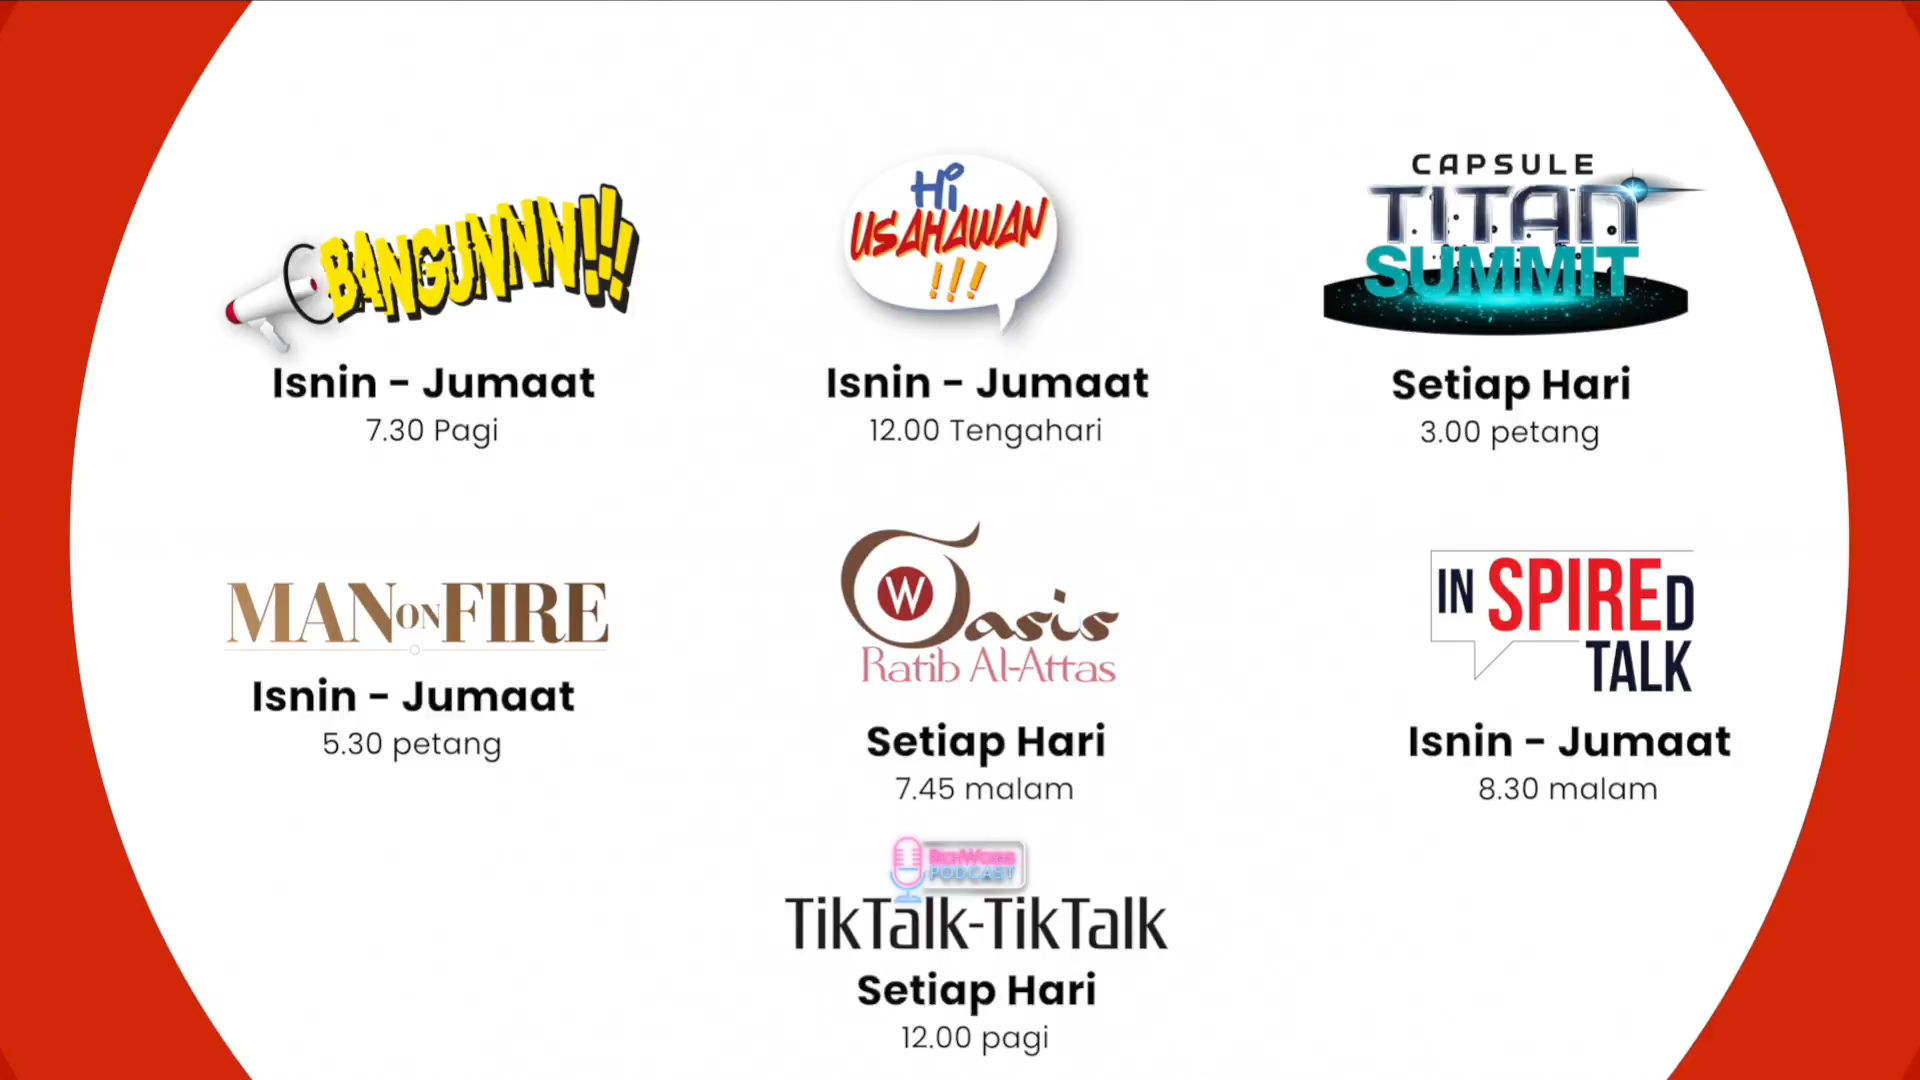 BANGUNNN!!!
Isnin - Jumaat
7.30 Pagi
Hi
USAHAWAN
!!!
Isnin - Jumaat
12.00 Tengahari
CAPSULE
TITAN
SUMMIT
Setiap Hari
3.00 petang
MAN ON FIRE
Isnin - Jumaat
5.30 petang
W
Oasis
Ratib Al-Attas
Setiap Hari
7.45 malam
IN SPIRED
TALK
Isnin - Jumaat
8.30 malam
RICHWORKS
PODCAST
TikTalk-TikTalk
Setiap Hari
12.00 pagi